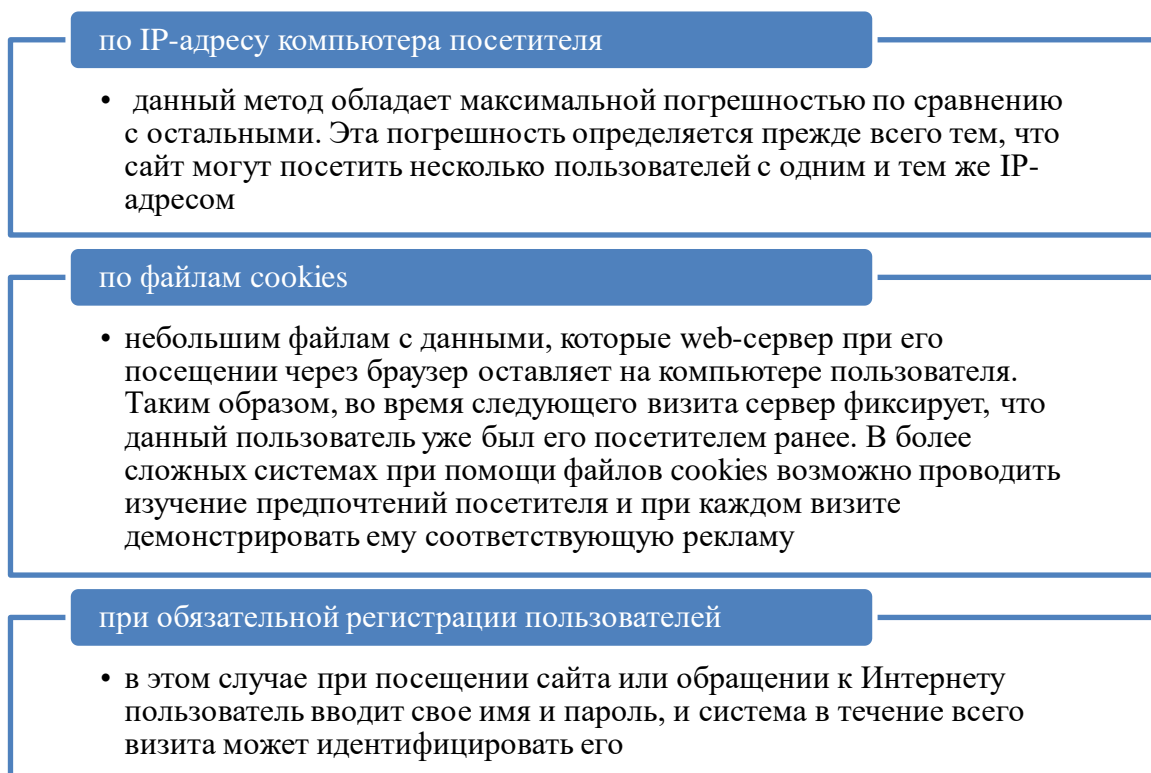 по IP-адресу компьютера посетителя
• данный метод обладает максимальной погрешностью по сравнению
с остальными. Эта погрешность определяется прежде всего тем, что
сайт могут посетить несколько пользователей с одним и тем же IP-
адресом
по файлам cookies
• небольшим файлам с данными, которые web-сервер при его
посещении через браузер оставляет на компьютере пользователя.
Таким образом, во время следующего визита сервер фиксирует, что
данный пользователь уже был его посетителем ранее. В более
сложных системах при помощи файлов cookies возможно проводить
изучение предпочтений посетителя и при каждом визите
демонстрировать ему соответствующую рекламу
при обязательной регистрации пользователей
• в этом случае при посещении сайта или обращении к Интернету
пользователь вводит свое имя и пароль, и система в течение всего
визита может идентифицировать его